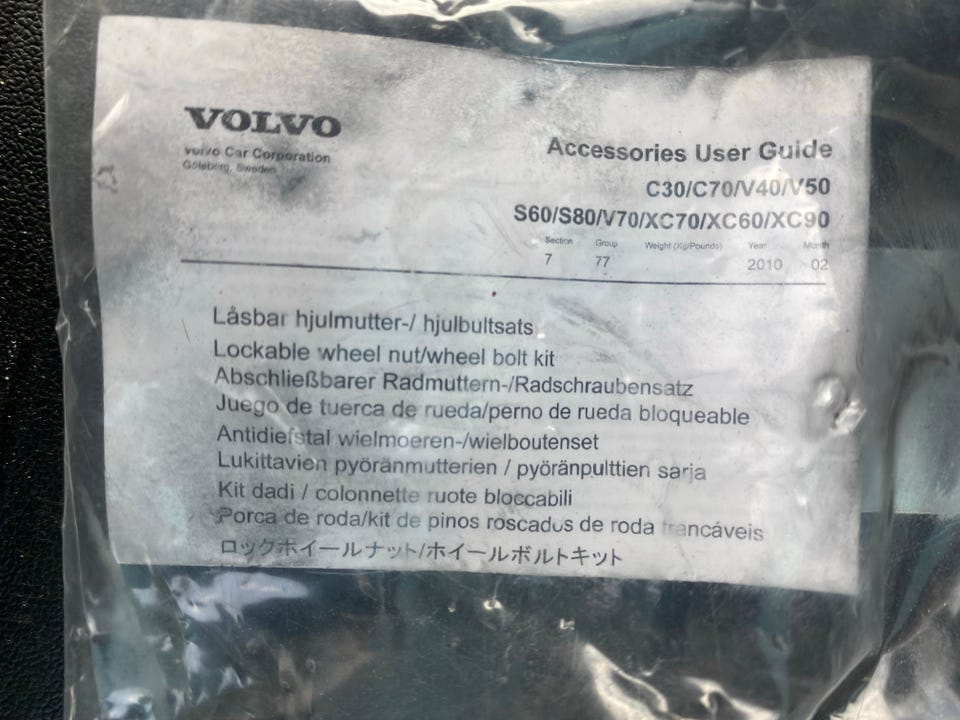 VOLVO
Volvo Car Corporation
Göteborg, Sweden
Accessories User Guide
C30/C70/V40/V50
S60/S80/V70/XC70/XC60/XC90
Section Group Weight (Kg/Pounds) Year Month
7 77 2010 02
Låsbar hjulmutter-/ hjulbultsats
Lockable wheel nut/wheel bolt kit
Abschließbarer Radmuttern-/Radschraubensatz
Juego de tuerca de rueda/perno de rueda bloqueable
Antidiefstal wielmoeren-/wielboutenset
Lukittavien pyöränmutterien / pyöränpulttien sarja
Kit dadi / colonnette ruote bloccabili
Porca de roda/kit de pinos roscados de roda trancáveis
ロックホイールナット/ホイールボルトキット